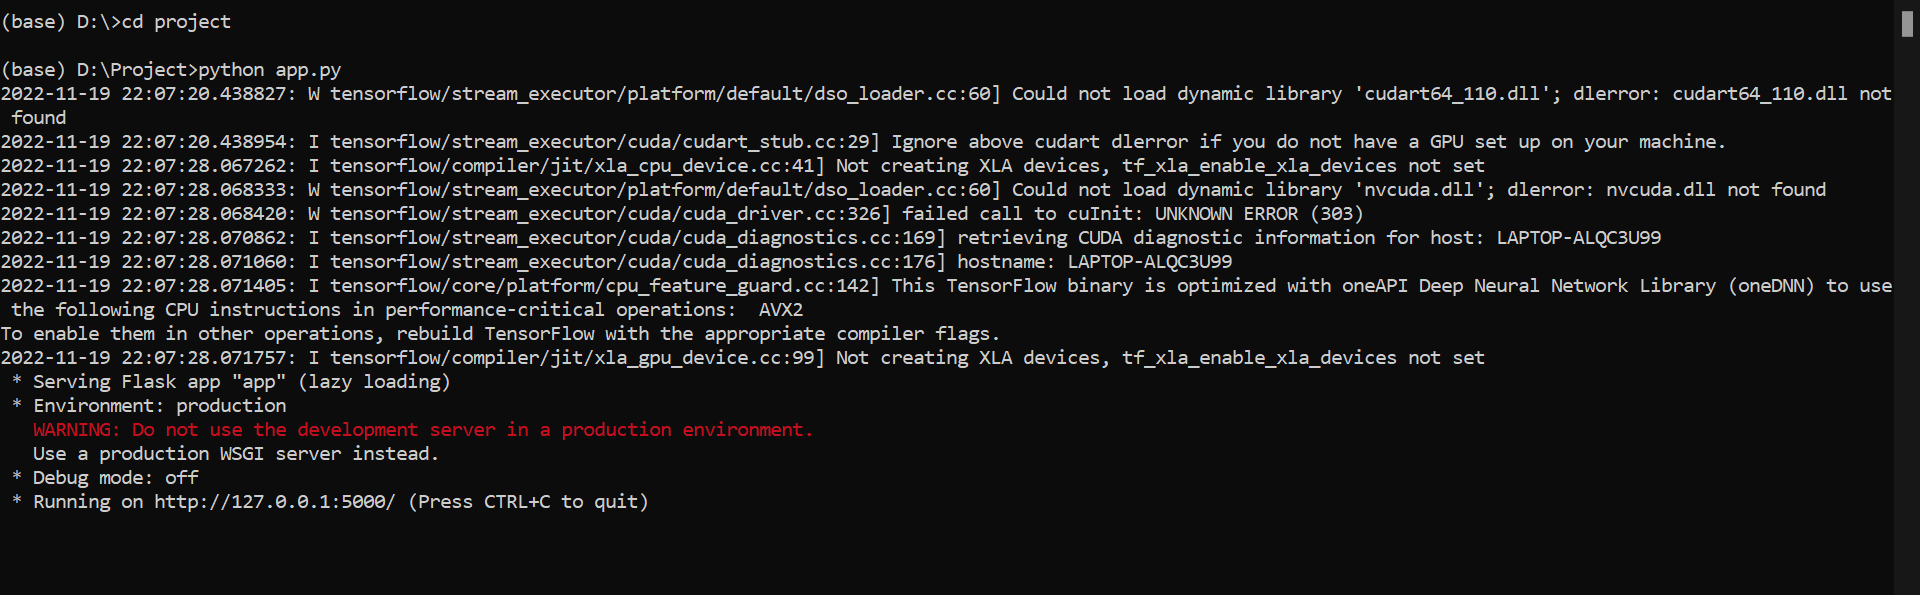 (base) D:\>cd project
(base) D:\Project>python app.py
2022-11-19 22:07:20.438827: W tensorflow/stream_executor/platform/default/dso_loader.cc:60] Could not load dynamic library 'cudart64_110.dll'; dlerror: cudart64_110.dll not
found
2022-11-19 22:07:20.438954: I tensorflow/stream_executor/cuda/cudart_stub.cc:29] Ignore above cudart dlerror if you do not have a GPU set up on your machine.
2022-11-19 22:07:28.067262: I tensorflow/compiler/jit/xla_cpu_device.cc:41] Not creating XLA devices, tf_xla_enable_xla_devices not set
2022-11-19 22:07:28.068333: W tensorflow/stream_executor/platform/default/dso_loader.cc:60] Could not load dynamic library 'nvcuda.dll'; dlerror: nvcuda.dll not found
2022-11-19 22:07:28.068420: W tensorflow/stream_executor/cuda/cuda_driver.cc:326] failed call to cuInit: UNKNOWN ERROR (303)
2022-11-19 22:07:28.070862: I tensorflow/stream_executor/cuda/cuda_diagnostics.cc:169] retrieving CUDA diagnostic information for host: LAPTOP-ALQC3U99
2022-11-19 22:07:28.071060: I tensorflow/stream_executor/cuda/cuda_diagnostics.cc:176] hostname: LAPTOP-ALQC3U99
2022-11-19 22:07:28.071405: I tensorflow/core/platform/cpu_feature_guard.cc:142] This TensorFlow binary is optimized with oneAPI Deep Neural Network Library (oneDNN) to use
the following CPU instructions in performance-critical operations:  AVX2
To enable them in other operations, rebuild TensorFlow with the appropriate compiler flags.
2022-11-19 22:07:28.071757: I tensorflow/compiler/jit/xla_gpu_device.cc:99] Not creating XLA devices, tf_xla_enable_xla_devices not set
* Serving Flask app "app" (lazy loading)
* Environment: production
WARNING: Do not use the development server in a production environment.
Use a production WSGI server instead.
* Debug mode: off
* Running on http://127.0.0.1:5000/ (Press CTRL+C to quit)